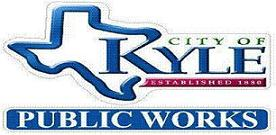 CITY OF
KYLE
ESTABLISHED 1880
PUBLIC WORKS